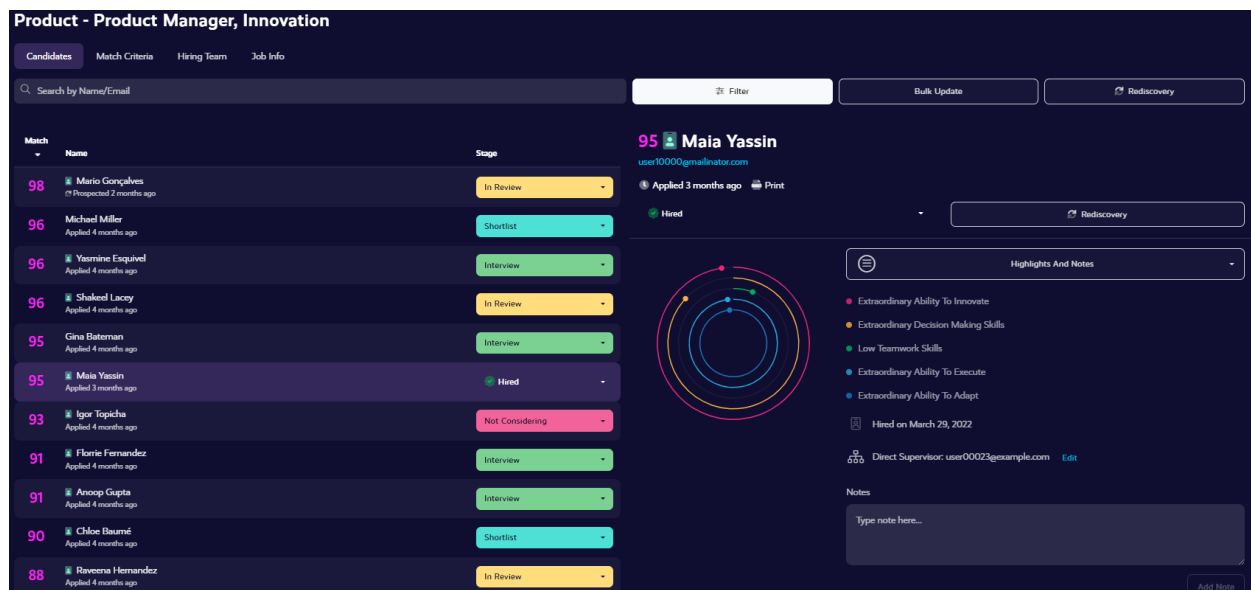 Product - Product Manager, Innovation
Candidates Match Criteria Hiring Team Job Info
Search by Name/Email
Filter Bulk Update Rediscovery
Match Name Stage
98 Mario Gonçalves
Prospected 2 months ago
In Review
96 Michael Miller
Applied 4 months ago
Shortlist
96 Yasmine Esquivel
Applied 4 months ago
Interview
96 Shakeel Lacey
Applied 4 months ago
In Review
95 Gina Bateman
Applied 4 months ago
Interview
95 Maia Yassin
Applied 3 months ago
Hired
93 Igor Topicha
Applied 4 months ago
Not Considering
91 Florrie Fernandez
Applied 4 months ago
Interview
91 Anoop Gupta
Applied 4 months ago
Interview
90 Chloe Baumé
Applied 4 months ago
Shortlist
88 Raveena Hernandez
Applied 4 months ago
In Review
95 Maia Yassin
user10000@mailinator.com
Applied 3 months ago Print
Hired Rediscovery
Highlights And Notes
Extraordinary Ability To Innovate
Extraordinary Decision Making Skills
Low Teamwork Skills
Extraordinary Ability To Execute
Extraordinary Ability To Adapt
Hired on March 29, 2022
Direct Supervisor: user00023@example.com Edit
Notes
Type note here...
Add Note